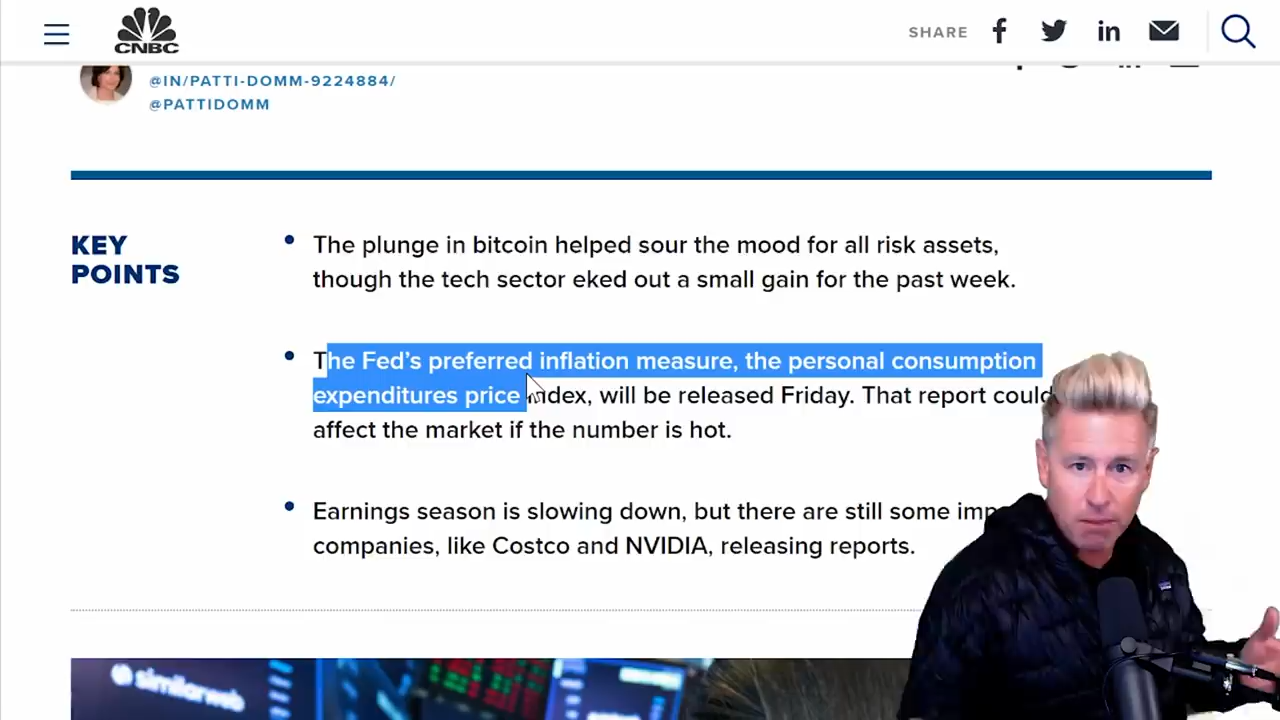 CNBC
SHARE
@IN/PATTI-DOMM-9224884/
@PATTIDOMM
KEY
POINTS
The plunge in bitcoin helped sour the mood for all risk assets,
though the tech sector eked out a small gain for the past week.
The Fed's preferred inflation measure, the personal consumption
expenditures price index, will be released Friday. That report could
affect the market if the number is hot.
Earnings season is slowing down, but there are still some
companies, like Costco and NVIDIA, releasing reports.
similarweb